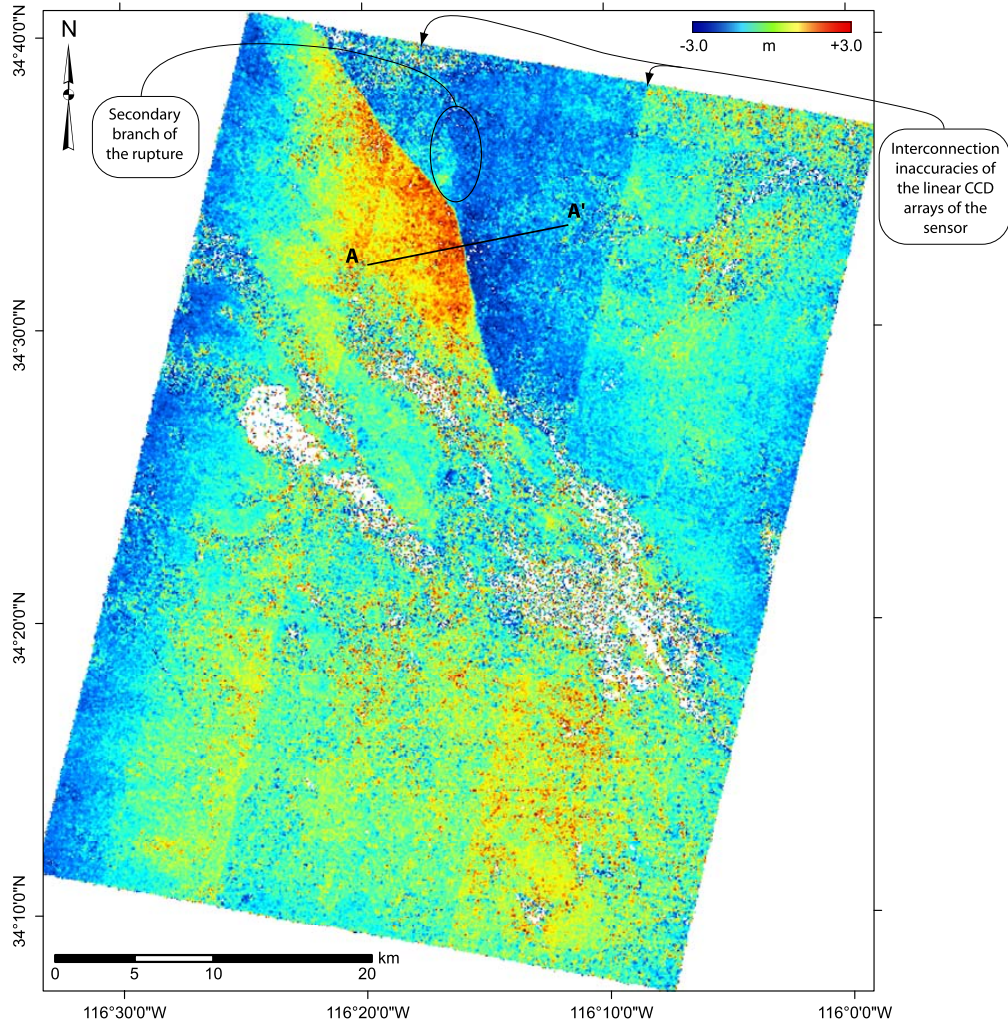 N
-3.0 m +3.0
Secondary
branch of
the rupture
Interconnection
inaccuracies of
the linear CCD
arrays of the
sensor
A
A'
34°40'0"N
34°30'0"N
34°20'0"N
34°10'0"N
km
0 5 10 20
116°30'0"W 116°20'0"W 116°10'0"W 116°0'0"W